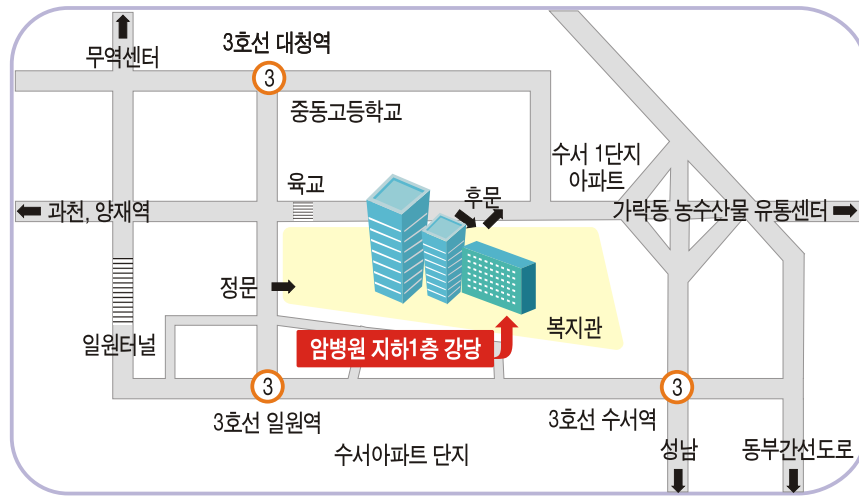 3호선 대청역
무역센터
3
중동고등학교
수서 1단지
아파트
육교
후문
과천, 양재역
가락동 농수산물 유통센터
정문
복지관
일원터널
암병원 지하1층 강당
3
3
3호선 일원역
3호선 수서역
수서아파트 단지
성남
동부간선도로